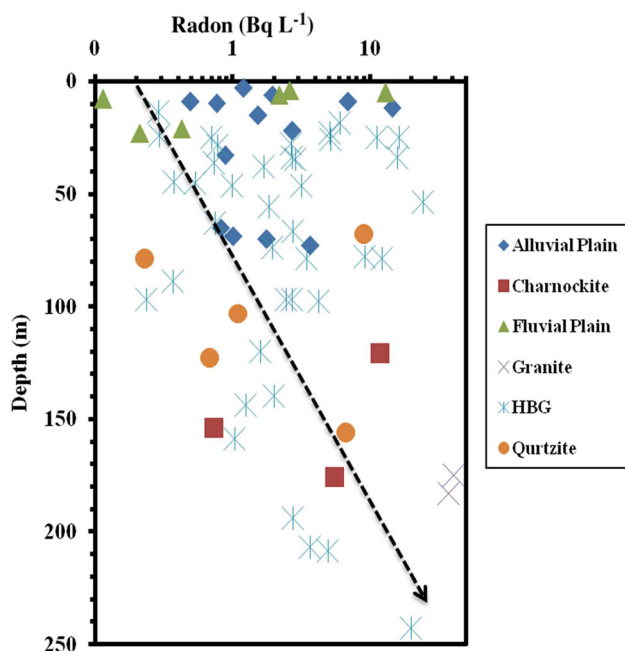 Radon (Bq L-1)
0 1 10
0
50
100
150
200
250
Depth (m)
Alluvial Plain
Charnockite
Fluvial Plain
Granite
HBG
Qurtzite